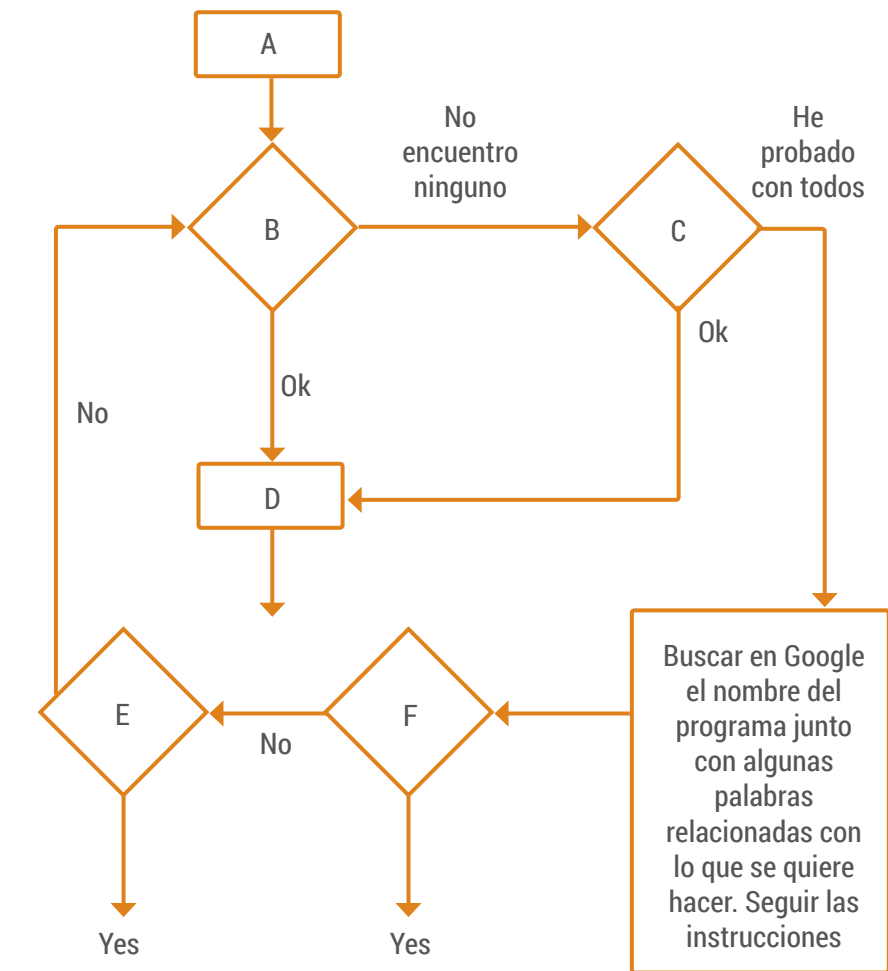 A
No
encuentro
ninguno
He
probado
con todos
B
C
Ok
Ok
No
D
Buscar en Google
el nombre del
programa junto
con algunas
palabras
relacionadas con
lo que se quiere
hacer. Seguir las
instrucciones
E
F
No
Yes
Yes